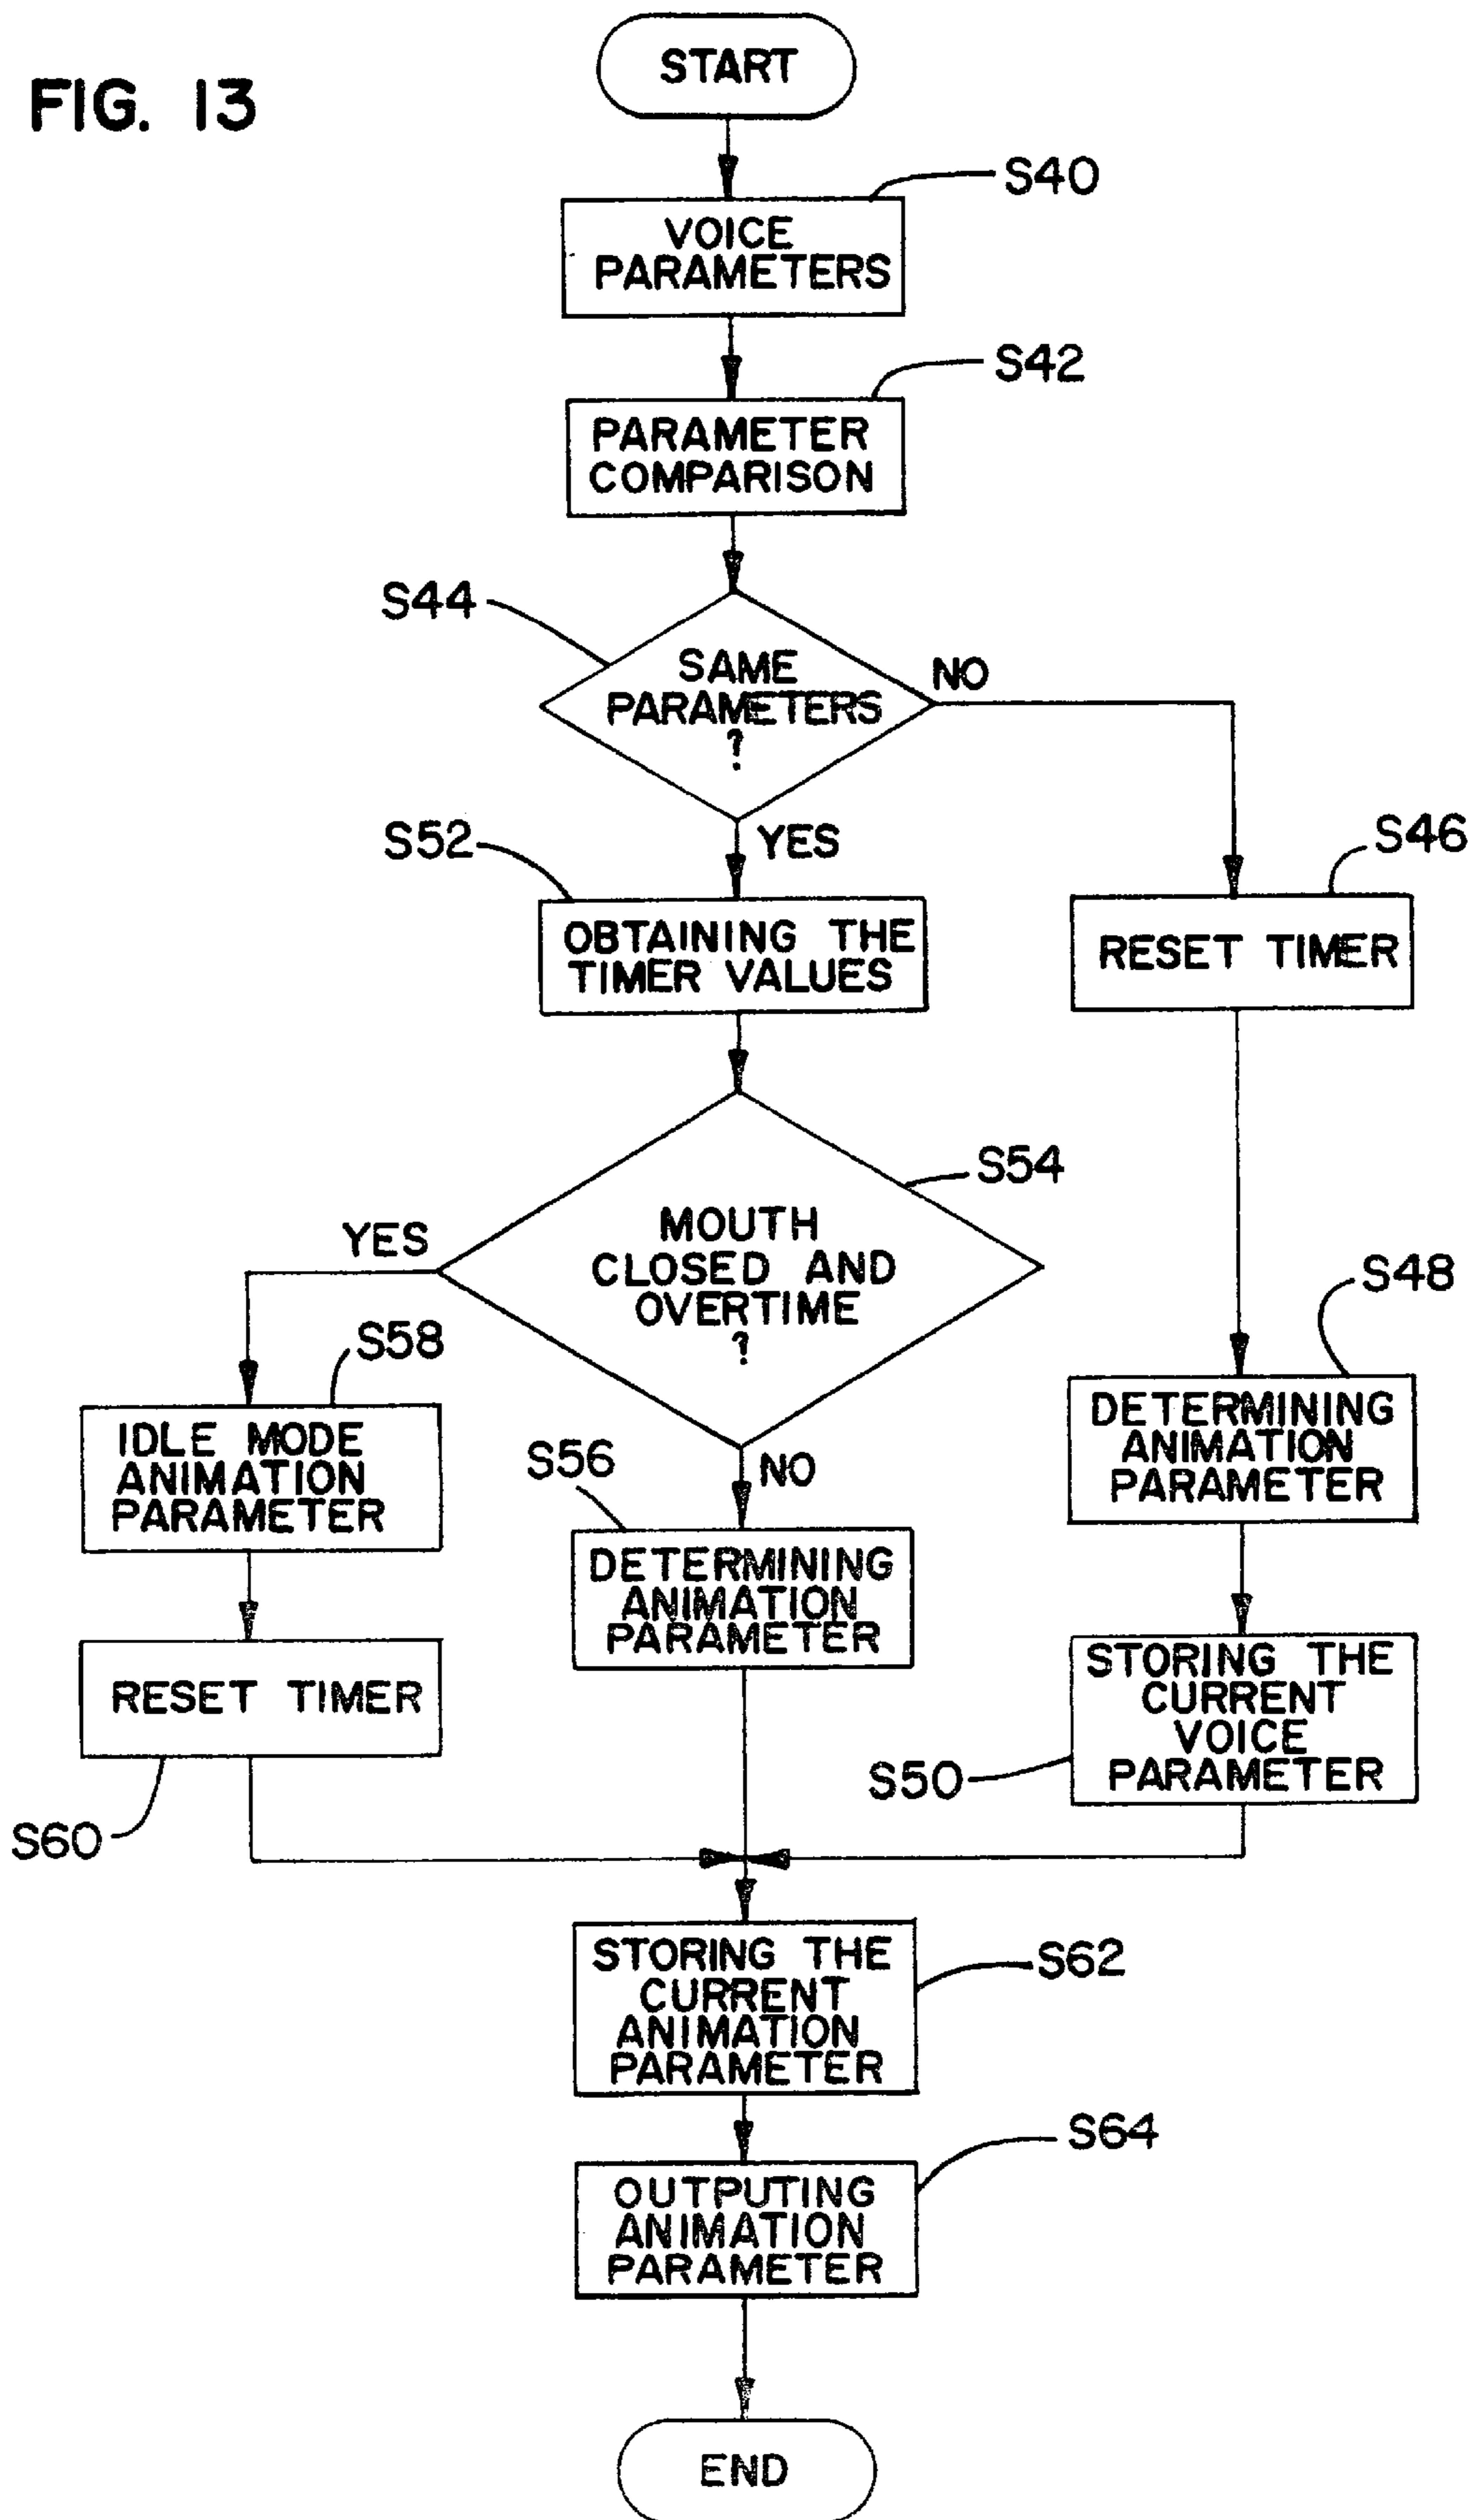 FIG. 13
START
S40
VOICE
PARAMETERS
S42
PARAMETER
COMPARISON
S44
SAME
PARAMETERS
?
NO
YES
S52
OBTAINING THE
TIMER VALUES
S46
RESET TIMER
S54
MOUTH
CLOSED AND
OVERTIME
?
YES
NO
S58
IDLE MODE
ANIMATION
PARAMETER
S56
DETERMINING
ANIMATION
PARAMETER
S48
DETERMINING
ANIMATION
PARAMETER
RESET TIMER
S60
STORING THE
CURRENT
VOICE
PARAMETER
S50
STORING THE
CURRENT
ANIMATION
PARAMETER
S62
S64
OUTPUTING
ANIMATION
PARAMETER
END